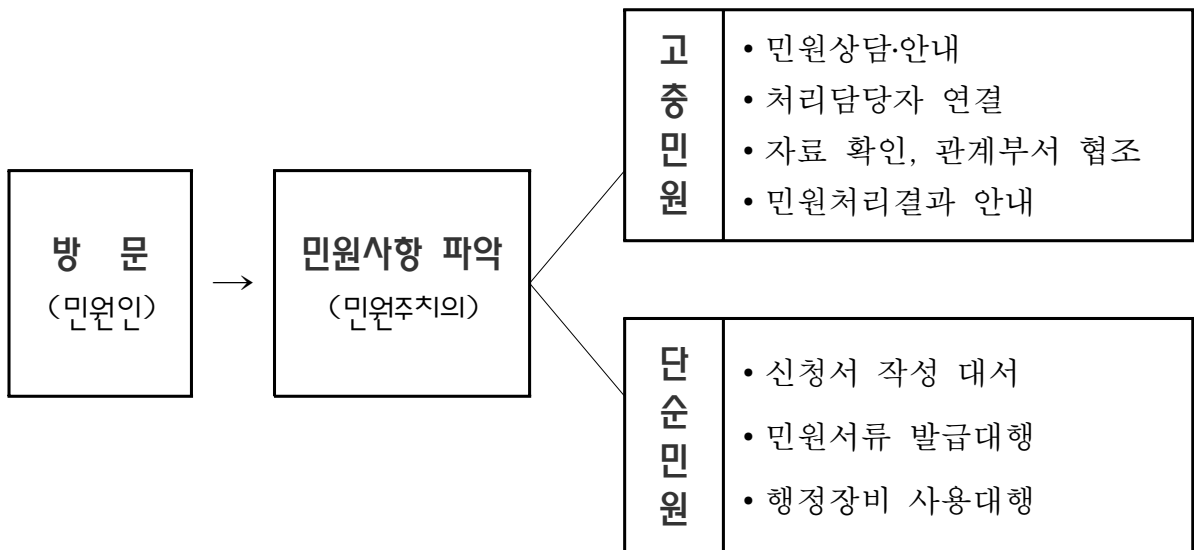 방 문
(민원인)
→
민원사항 파악
(민원주치의)
고충민원
• 민원상담·안내
• 처리담당자 연결
• 자료 확인, 관계부서 협조
• 민원처리결과 안내
단순민원
• 신청서 작성 대서
• 민원서류 발급대행
• 행정장비 사용대행